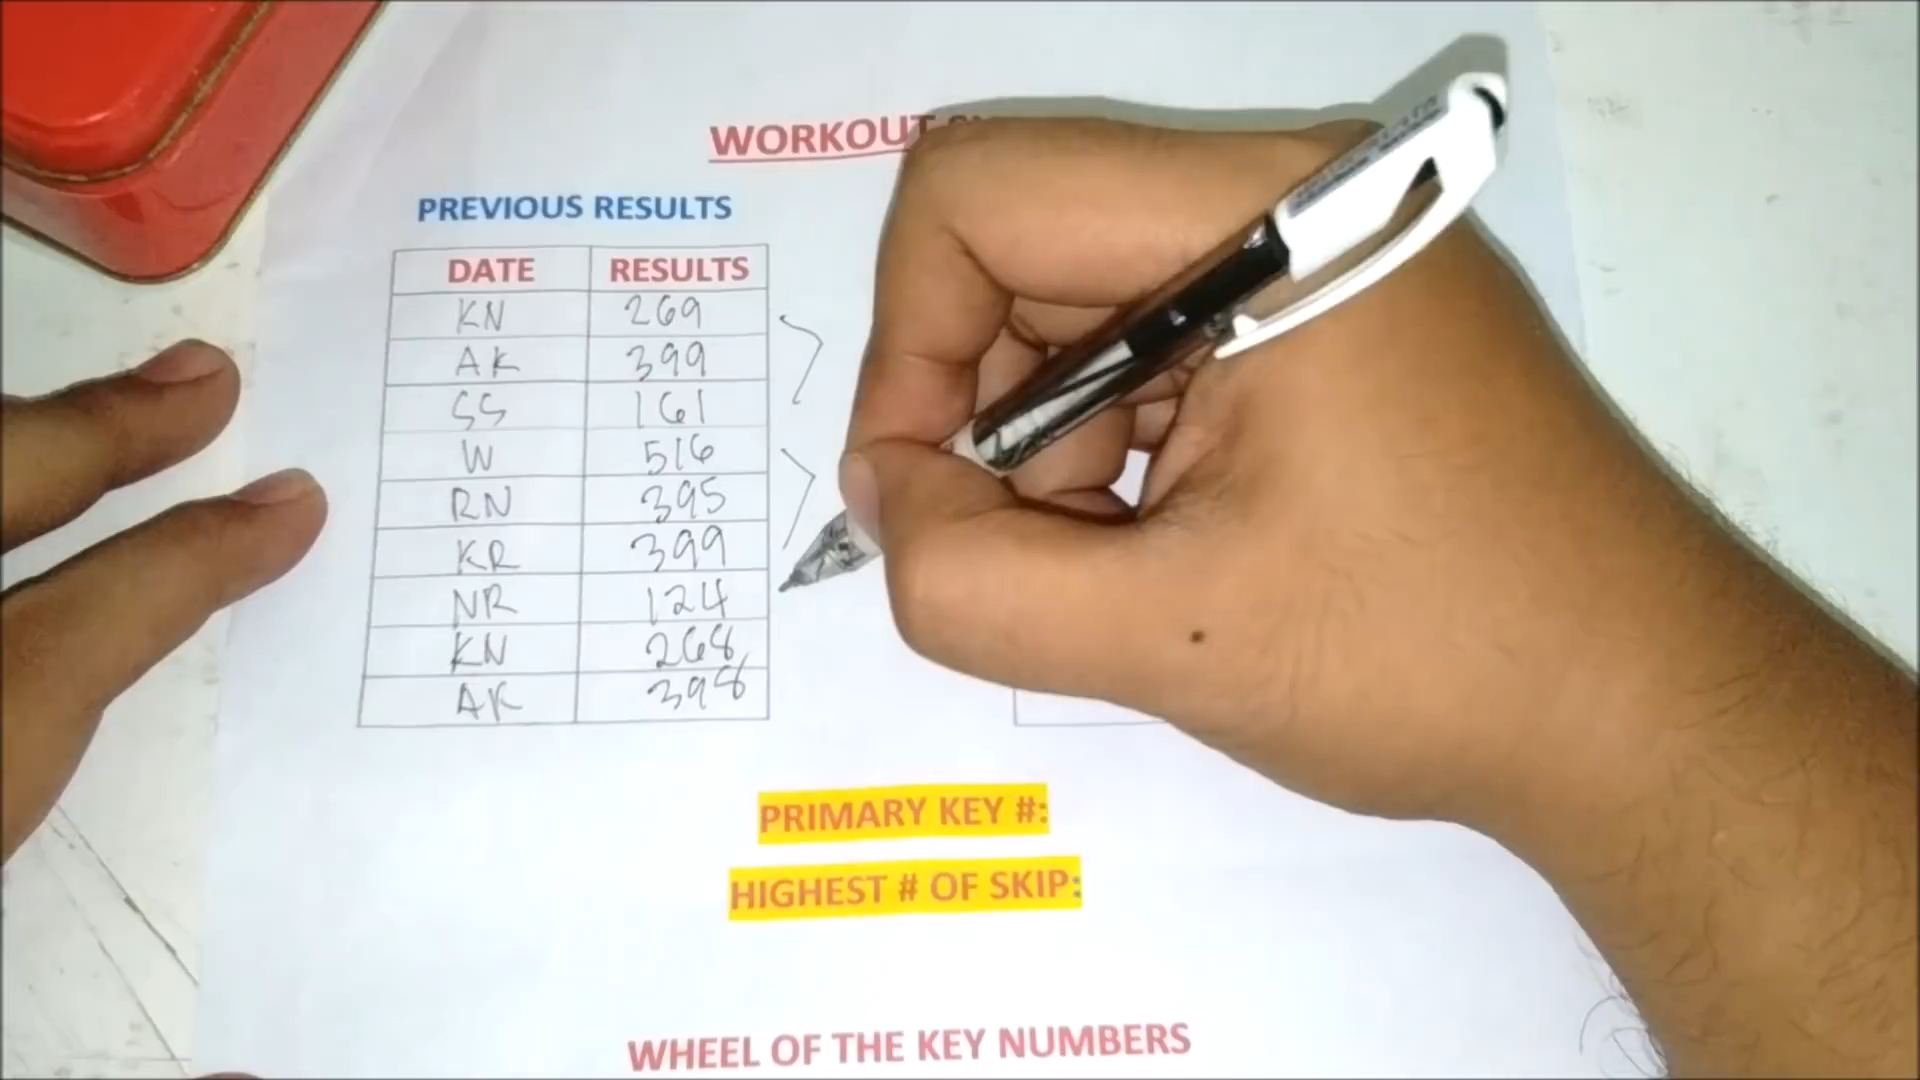 WORKOUT
PREVIOUS RESULTS
DATE RESULTS
KN 269
AK 399
SS 161
W 516
RN 395
KR 399
NR 124
KN 268
AK 398
PRIMARY KEY #:
HIGHEST # OF SKIP:
WHEEL OF THE KEY NUMBERS